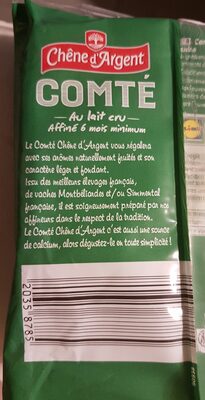 Chêne d'Argent
COMTÉ
Au lait cru
Affiné 6 mois minimum
Le Comté Chêne d'Argent vous régalera
avec ses arômes naturellement fruités et son
caractère léger et fondant.
Issu des meilleurs élevages français,
de vaches Montbéliardes et/ou Simmental
française, il est soigneusement préparé par nos
affineurs dans le respect de la tradition.
Le Comté Chêne d'Argent c'est aussi une source
de calcium, alors dégustez-le en toute simplicité !
2035 8785